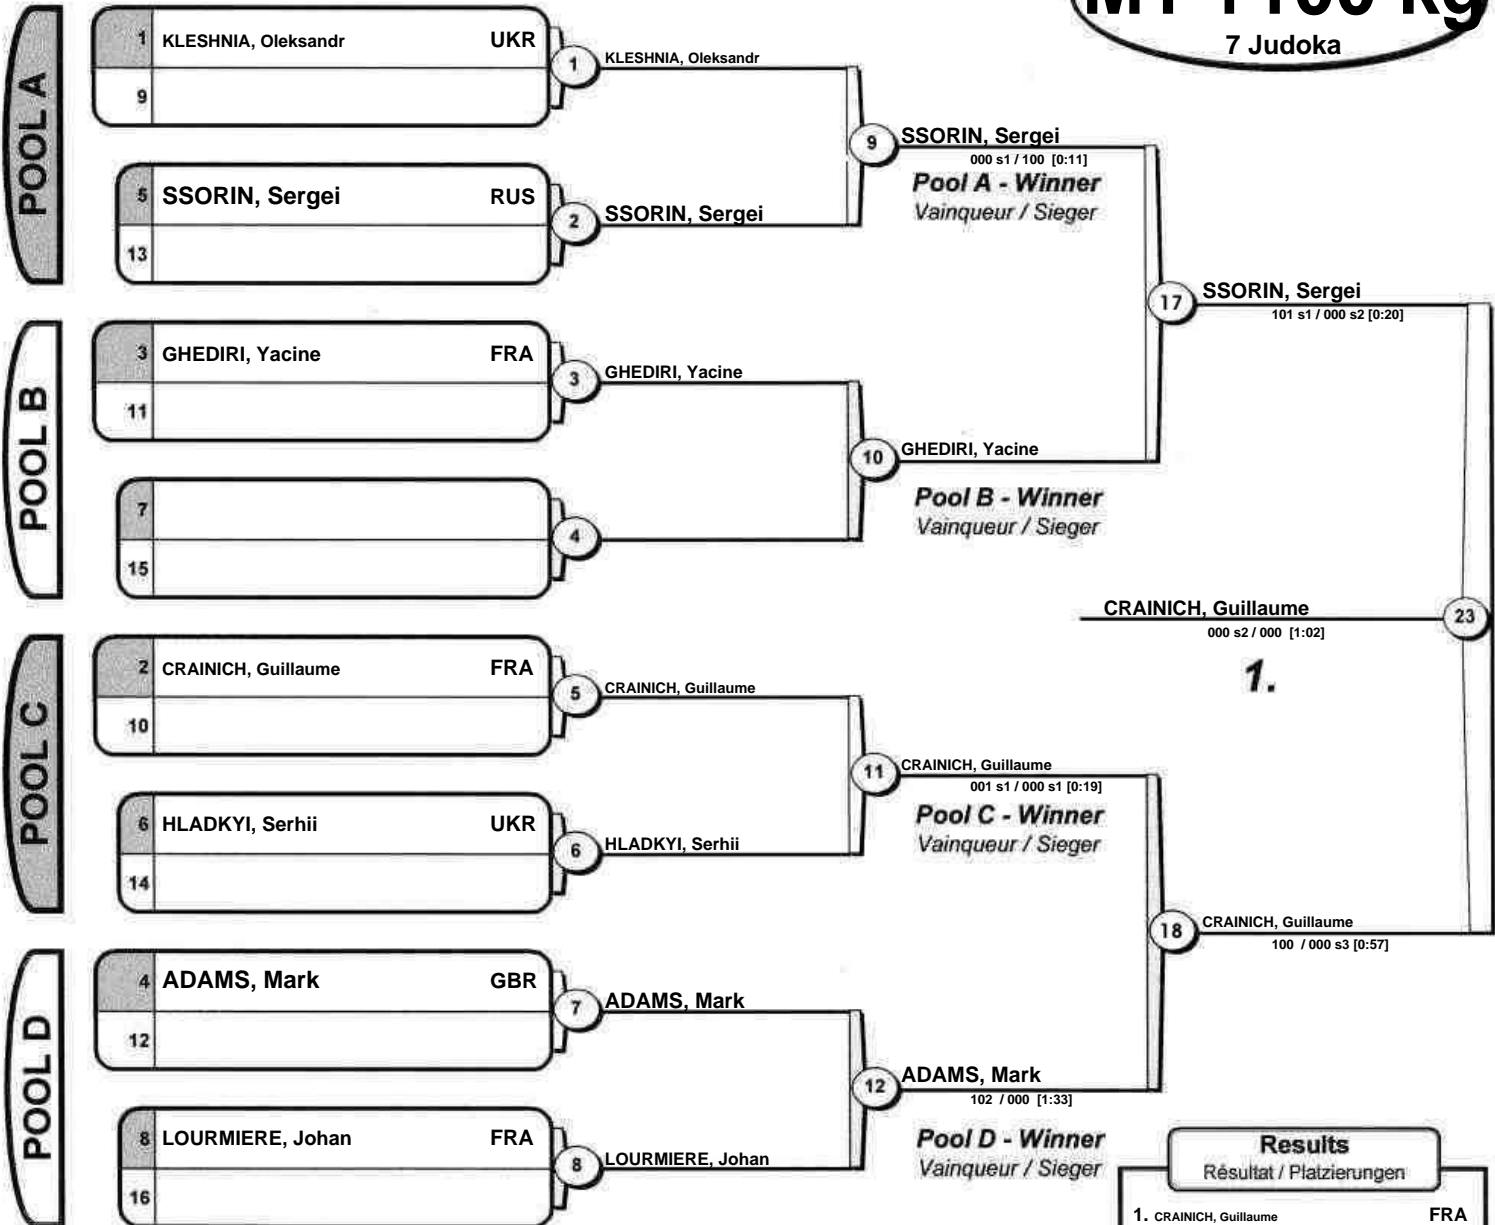 7 Judoka
POOL A
1 KLESHNIA, Oleksandr UKR
9
1 KLESHNIA, Oleksandr
5 SSORIN, Sergei RUS
13
2 SSORIN, Sergei
9 SSORIN, Sergei
000 s1 / 100 [0:11]
Pool A - Winner
Vainqueur / Sieger
POOL B
3 GHEDIRI, Yacine FRA
11
3 GHEDIRI, Yacine
7
15
4
10 GHEDIRI, Yacine
Pool B - Winner
Vainqueur / Sieger
17 SSORIN, Sergei
101 s1 / 000 s2 [0:20]
CRAINICH, Guillaume 23
000 s2 / 000 [1:02]
1.
POOL C
2 CRAINICH, Guillaume FRA
10
5 CRAINICH, Guillaume
6 HLADKYI, Serhii UKR
14
6 HLADKYI, Serhii
11 CRAINICH, Guillaume
001 s1 / 000 s1 [0:19]
Pool C - Winner
Vainqueur / Sieger
18 CRAINICH, Guillaume
100 / 000 s3 [0:57]
POOL D
4 ADAMS, Mark GBR
12
7 ADAMS, Mark
8 LOURMIERE, Johan FRA
16
8 LOURMIERE, Johan
12 ADAMS, Mark
102 / 000 [1:33]
Pool D - Winner
Vainqueur / Sieger
Results
Résultat / Platzierungen
1. CRAINICH, Guillaume FRA